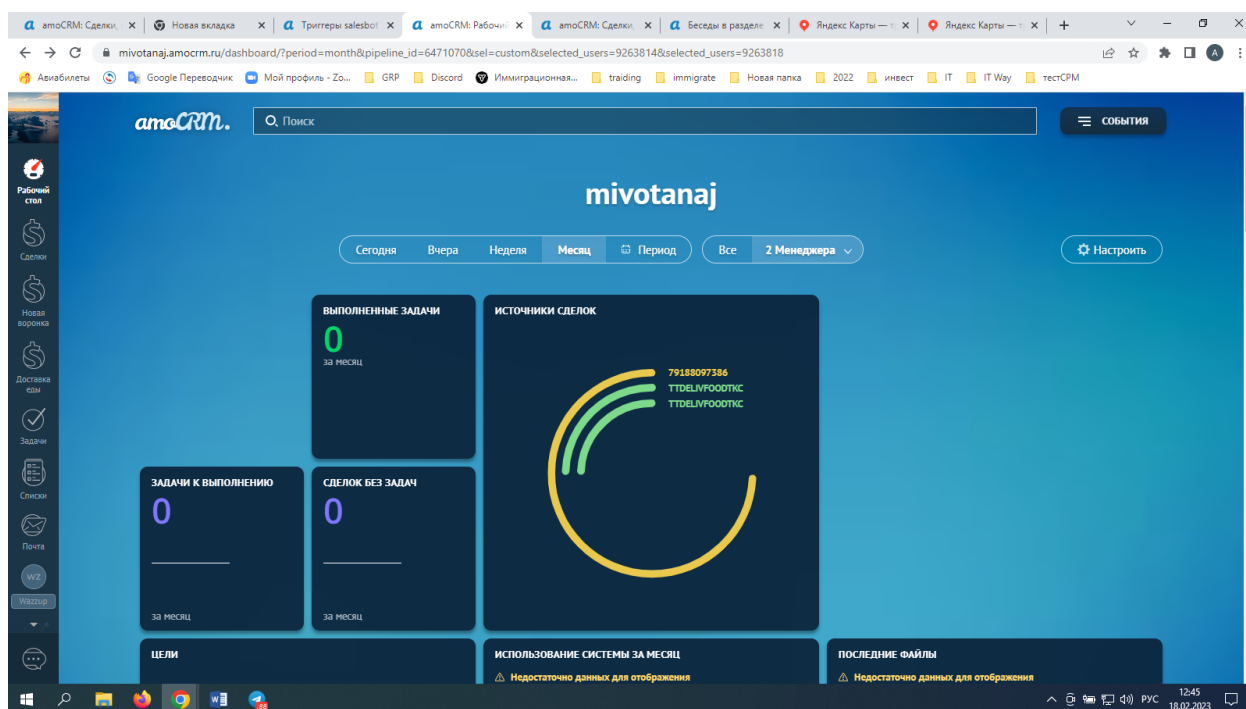 amoCRM: Сделки,
Новая вкладка
Триггеры salesbot
amoCRM: Рабочий
amoCRM: Сделки,
Беседы в разделе
Яндекс Карты — т
Яндекс Карты — т
mivotanaj.amocrm.ru/dashboard/?period=month&pipeline_id=6471070&sel=custom&selected_users=9263814&selected_users=9263818
A
Авиабилеты Google Переводчик Мой профиль - Zo... GRP Discord Иммиграционная... traiding immigrate Новая папка 2022 инвест IT IT Way тестCPM
amoCRM.
Поиск
СОБЫТИЯ
Рабочий
стол
Сделки
Новая
воронка
Доставка
еды
Задачи
Списки
Почта
WZ
Wazzup
mivotanaj
Сегодня Вчера Неделя Месяц Период Все 2 Менеджера Настроить
ВЫПОЛНЕННЫЕ ЗАДАЧИ
0
за месяц
ИСТОЧНИКИ СДЕЛОК
79188097386
TTDELIVFOODTKC
TTDELIVFOODTKC
ЗАДАЧИ К ВЫПОЛНЕНИЮ
0
за месяц
СДЕЛОК БЕЗ ЗАДАЧ
0
за месяц
ЦЕЛИ
ИСПОЛЬЗОВАНИЕ СИСТЕМЫ ЗА МЕСЯЦ
Недостаточно данных для отображения
ПОСЛЕДНИЕ ФАЙЛЫ
Недостаточно данных для отображения
РУС
12:45
18.02.2023